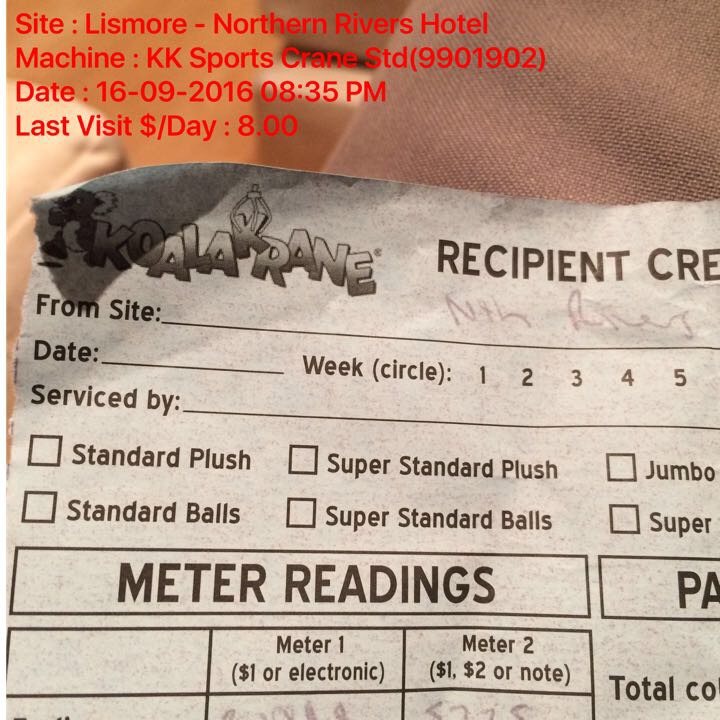 Site : Lismore - Northern Rivers Hotel
Machine : KK Sports Crane Std(9901902)
Date : 16-09-2016 08:35 PM
Last Visit $/Day : 8.00
KOALA KRANE®
RECIPIENT CRE
From Site: Nth Rivers
Date: Week (circle): 1 2 3 4 5
Serviced by:
Standard Plush Super Standard Plush Jumbo
Standard Balls Super Standard Balls Super
METER READINGS PA
Meter 1 Meter 2
($1 or electronic) ($1, $2 or note) Total co